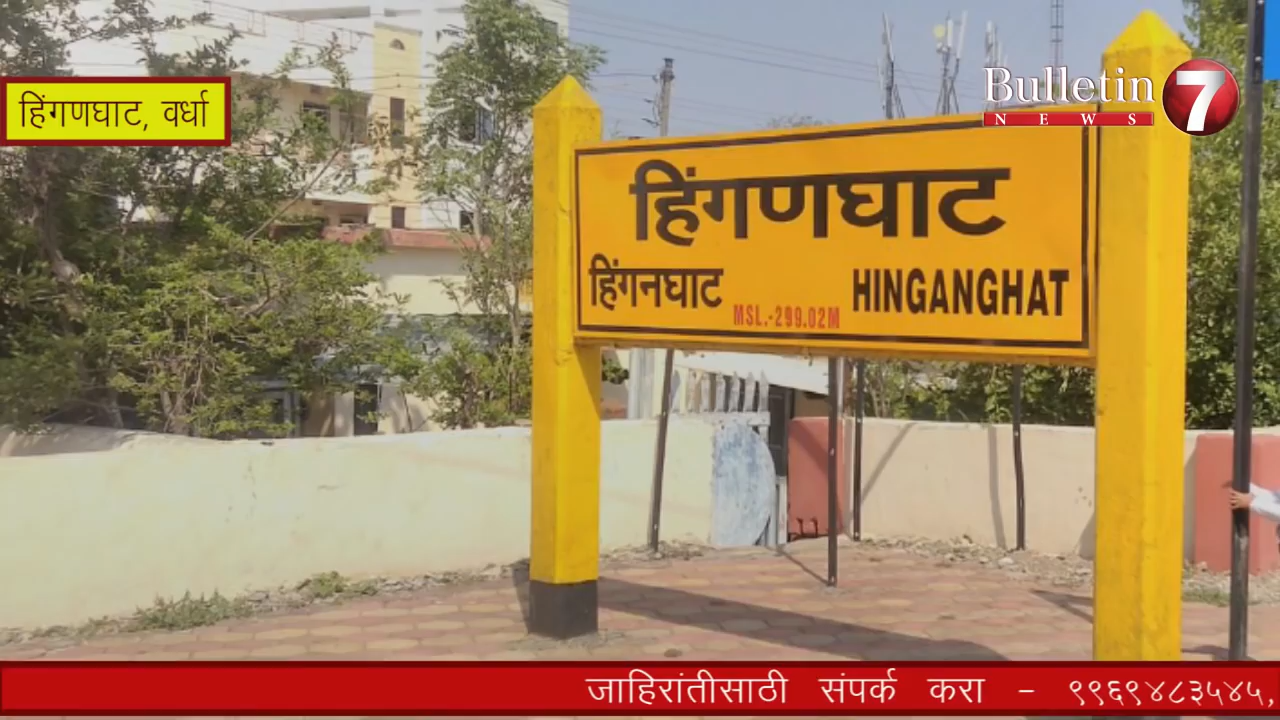 हिंगणघाट, वर्धा
Bulletin 7
NEWS
हिंगणघाट
हिंगनघाट HINGANGHAT
MSL.-299.02M
जाहिरांतीसाठी संपर्क करा - ९९६९४८३५४५,